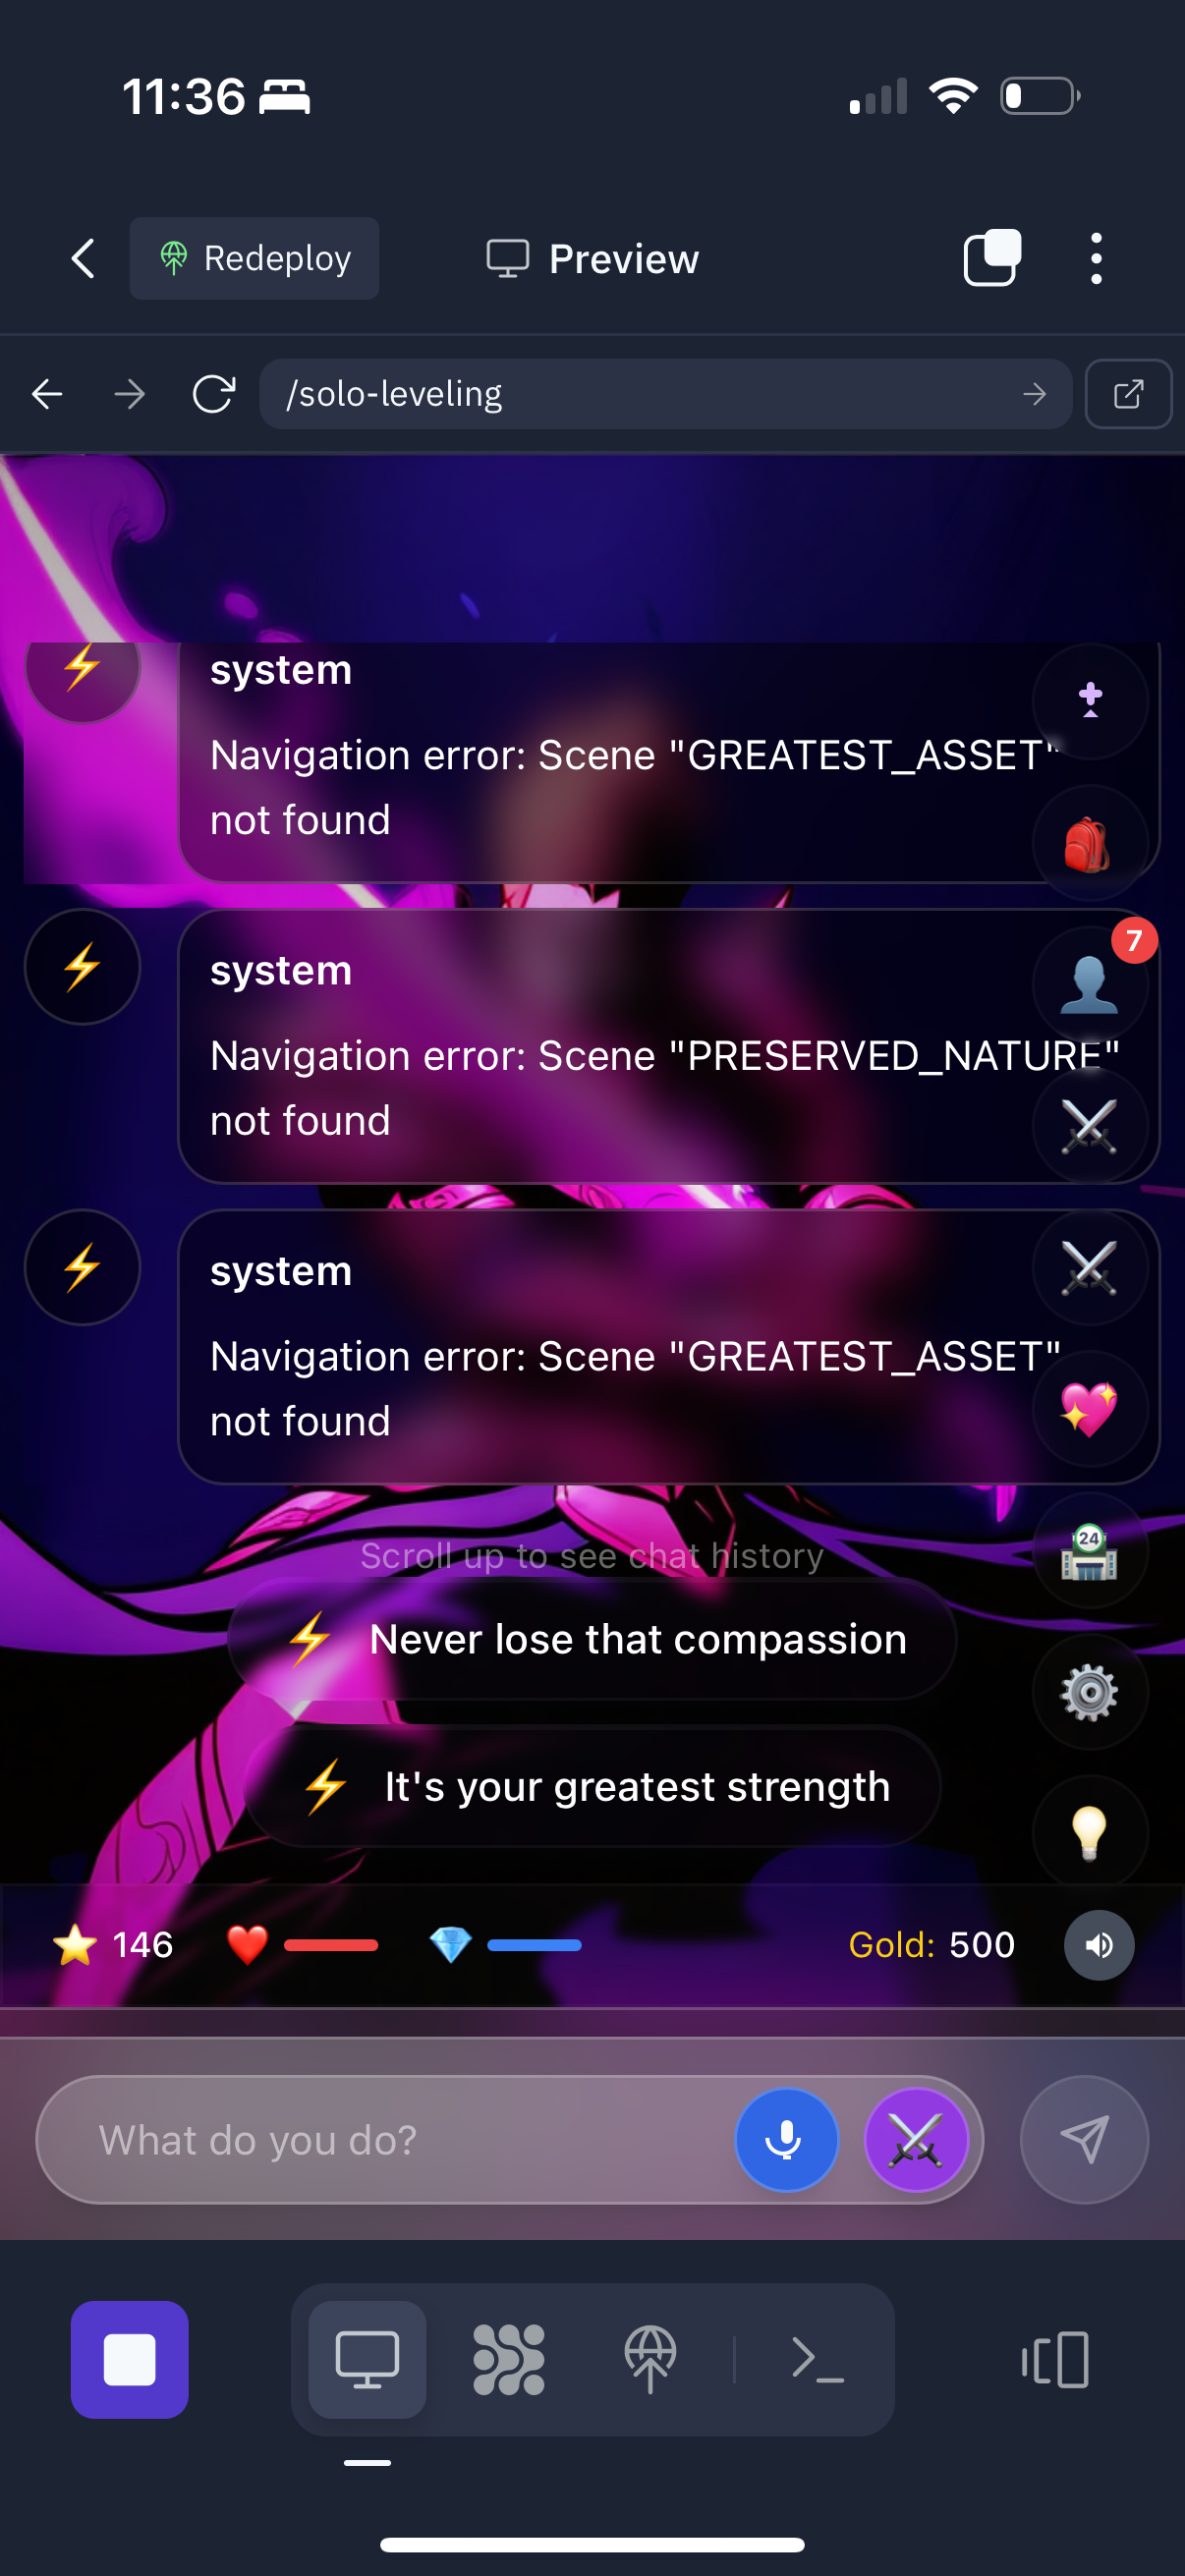 11:36
Redeploy
Preview
/solo-leveling
system
Navigation error: Scene "GREATEST_ASSET"
not found
7
system
Navigation error: Scene "PRESERVED_NATURE"
not found
system
Navigation error: Scene "GREATEST_ASSET"
not found
24
Scroll up to see chat history
Never lose that compassion
It's your greatest strength
146
Gold: 500
What do you do?